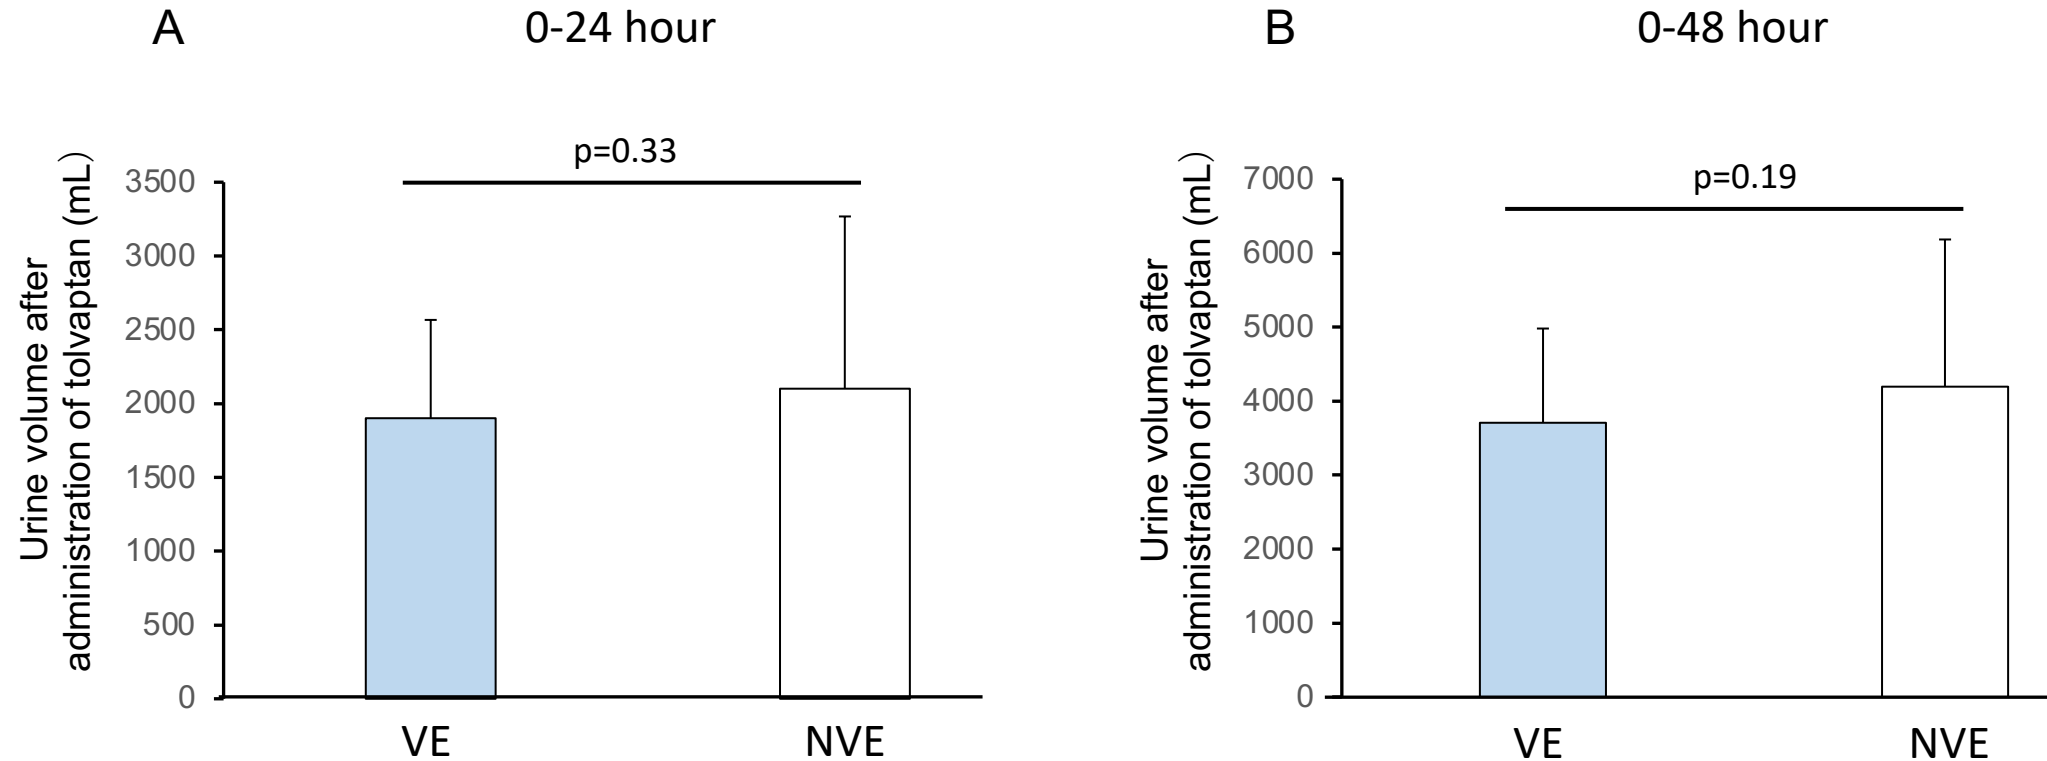 A
0-24 hour
p=0.33
Urine volume after
administration of tolvaptan (mL）
3500
3000
2500
2000
1500
1000
500
0
VE
NVE
B
0-48 hour
p=0.19
Urine volume after
administration of tolvaptan (mL）
7000
6000
5000
4000
3000
2000
1000
0
VE
NVE